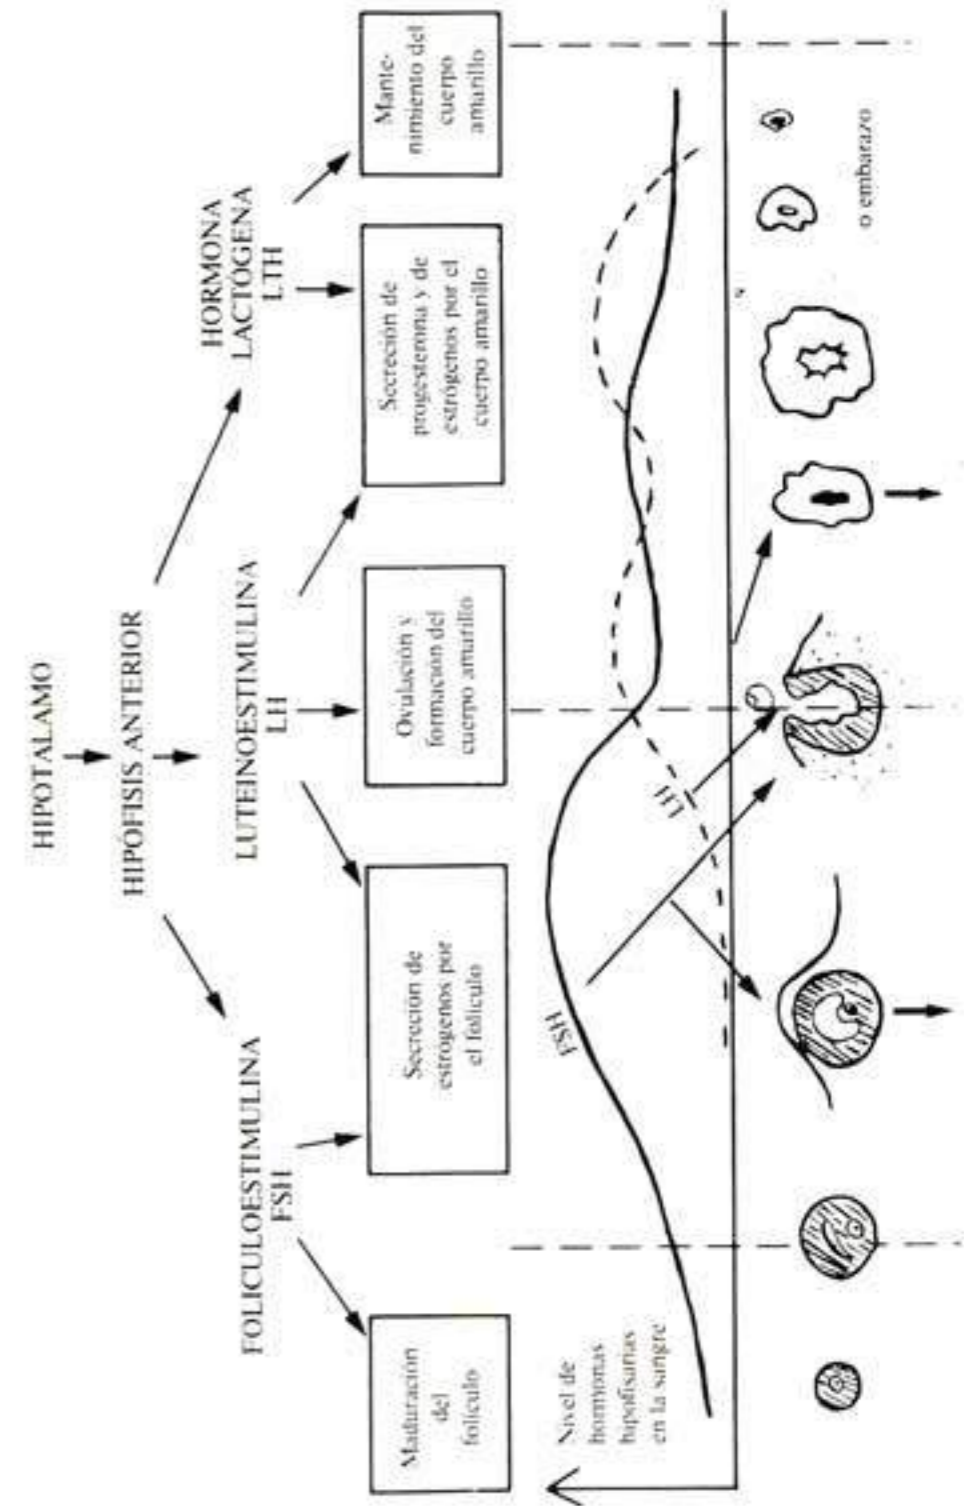 HIPOTALAMO
HIPÓFISIS ANTERIOR
FOLICULOESTIMULINA
FSH
LUTEINOESTIMULINA
LH
HORMONA
LACTÓGENA
LTH
Maduración
del
folículo
Secreción de
estrógenos por
el folículo
Ovulación y
formación del
cuerpo amarillo
Secreción de
progesterona y de
estrógenos por el
cuerpo amarillo
Mante-
nimiento del
cuerpo
amarillo
Nivel de
hormonas
hipofisarias
en la sangre
FSH
LH
o embarazo